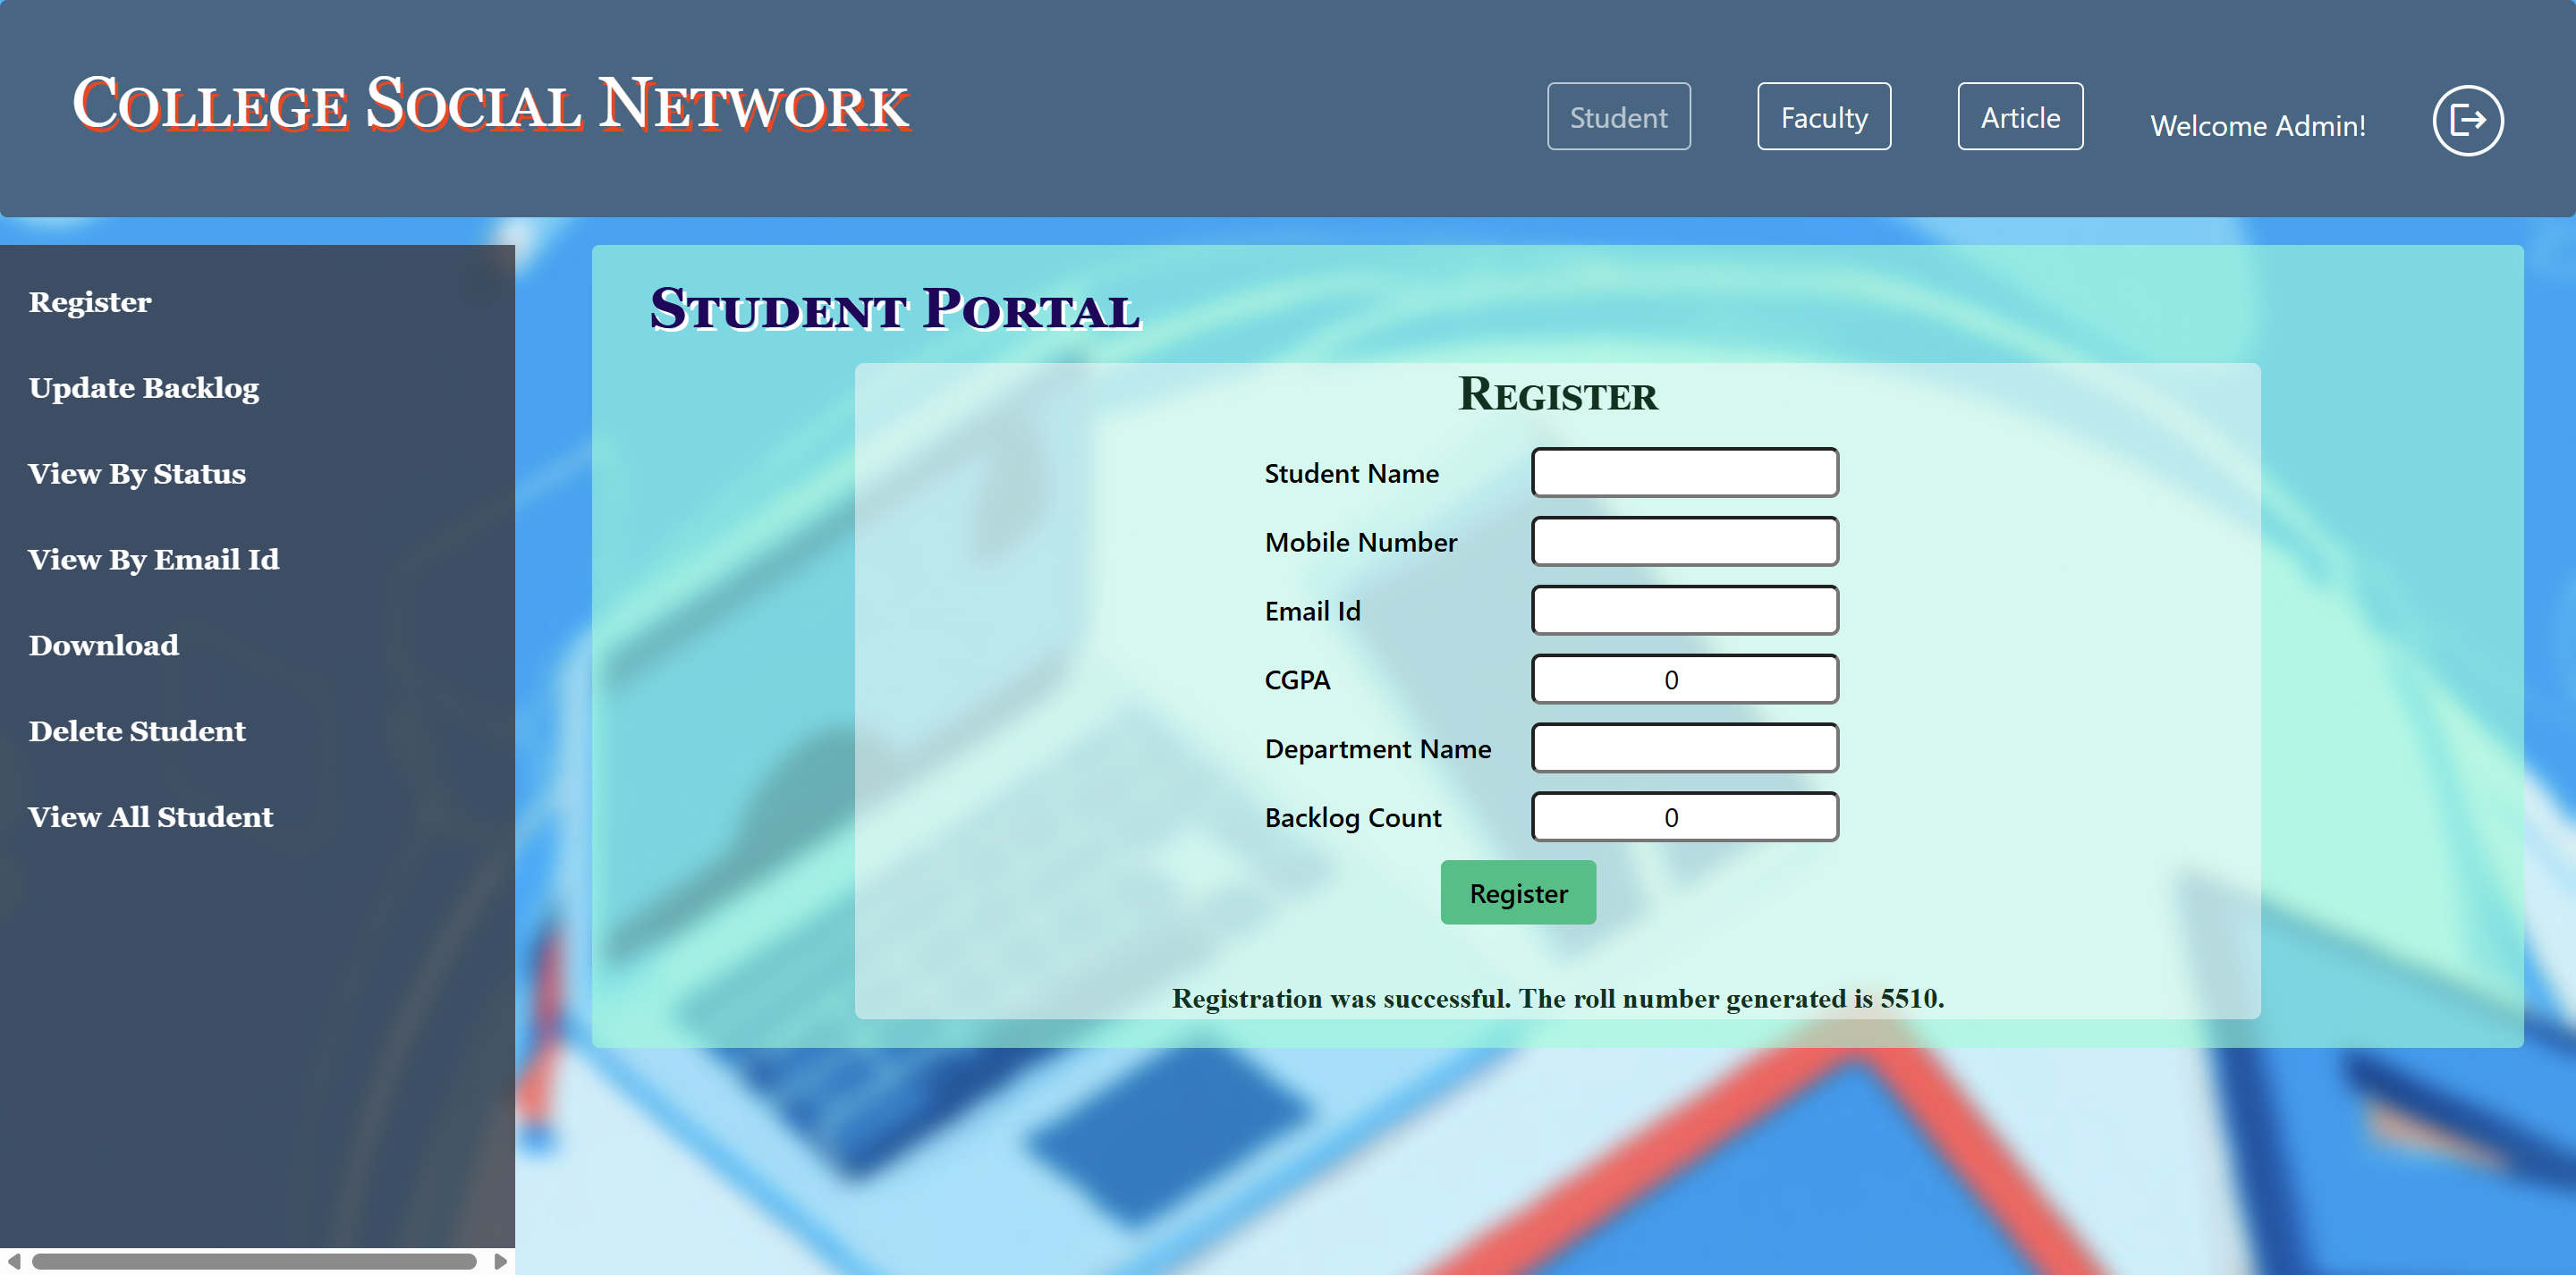 College Social Network
Student
Faculty
Article
Welcome Admin!
Register
Update Backlog
View By Status
View By Email Id
Download
Delete Student
View All Student
Student Portal
Register
Student Name
Mobile Number
Email Id
CGPA 0
Department Name
Backlog Count 0
Register
Registration was successful. The roll number generated is 5510.